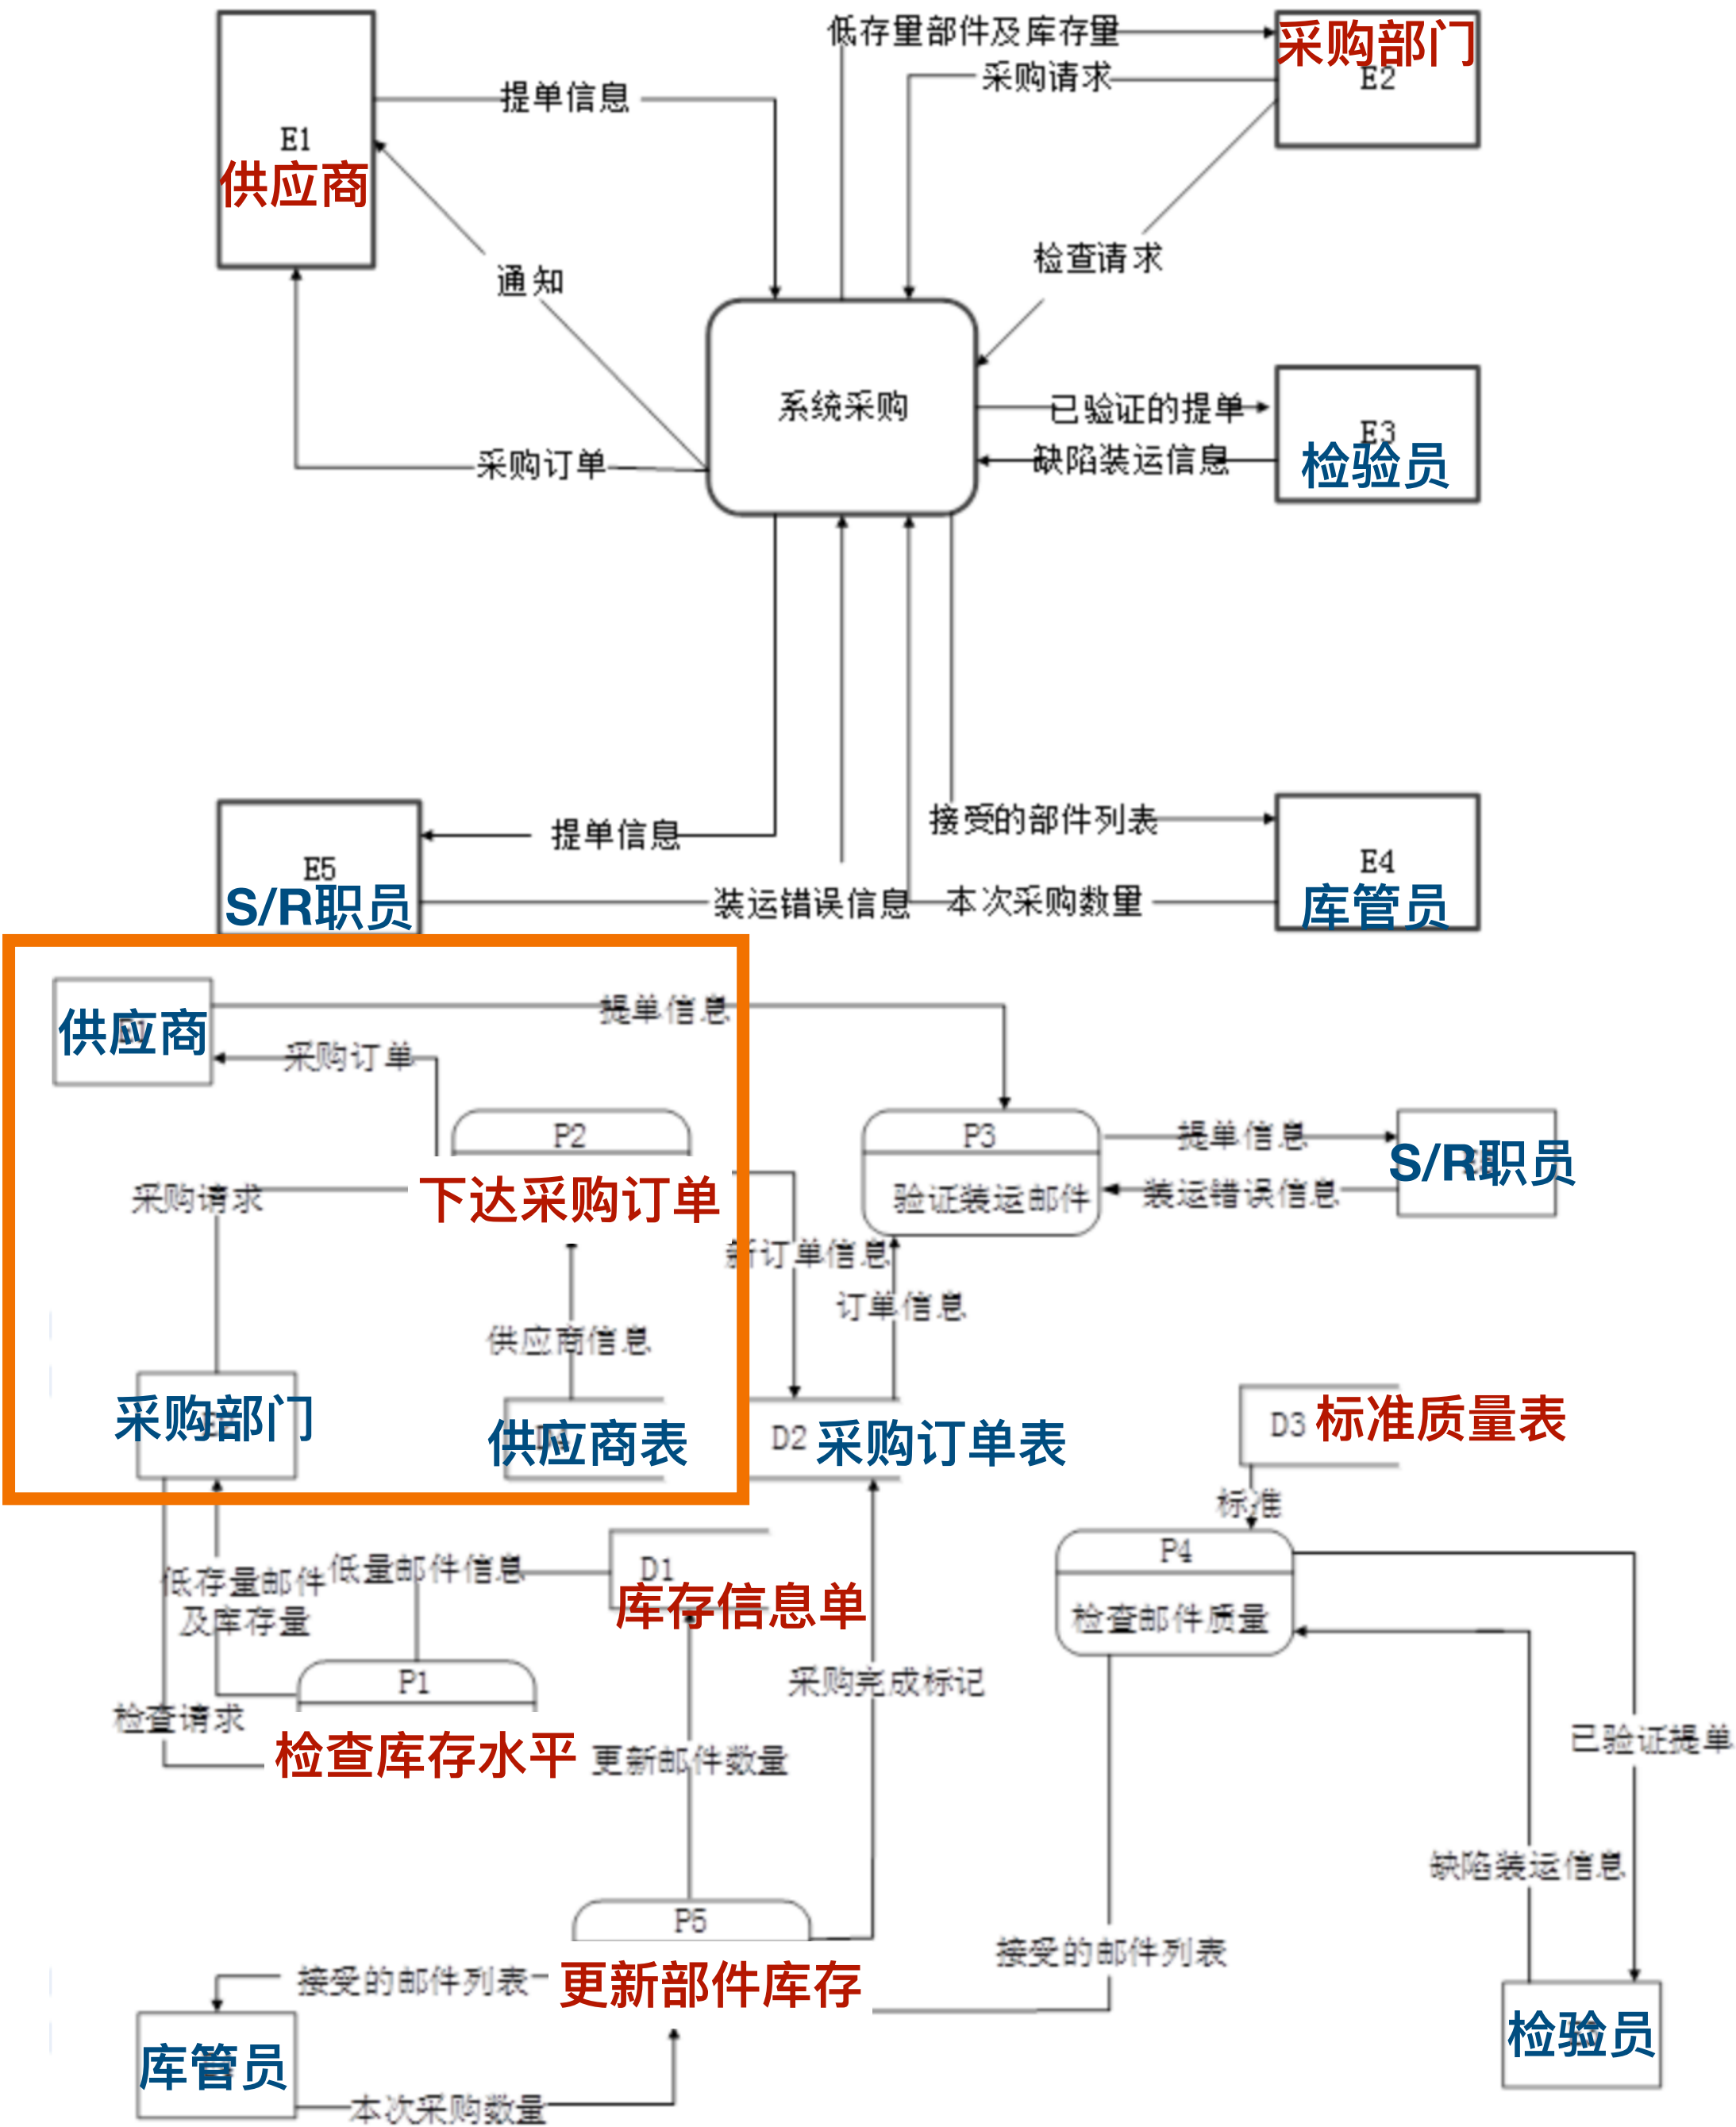 低存量部件及库存量
采购部门
E2
采购请求
提单信息
E1
供应商
检查请求
通知
系统采购
已验证的提单
E3
检验员
缺陷装运信息
采购订单
接受的部件列表
提单信息
E4
库管员
E5
S/R职员
装运错误信息
本次采购数量
提单信息
供应商
采购订单
P2
下达采购订单
P3
验证装运邮件
提单信息
S/R职员
装运错误信息
采购请求
新订单信息
订单信息
供应商信息
采购部门
供应商表
D2
采购订单表
D3
标准质量表
标准
低存量邮件
及库存量
低量邮件信息
D1
库存信息单
P4
检查邮件质量
P1
检查库存水平
采购完成标记
检查请求
更新邮件数量
已验证提单
缺陷装运信息
P5
更新部件库存
接受的邮件列表
接受的邮件列表
库管员
检验员
本次采购数量